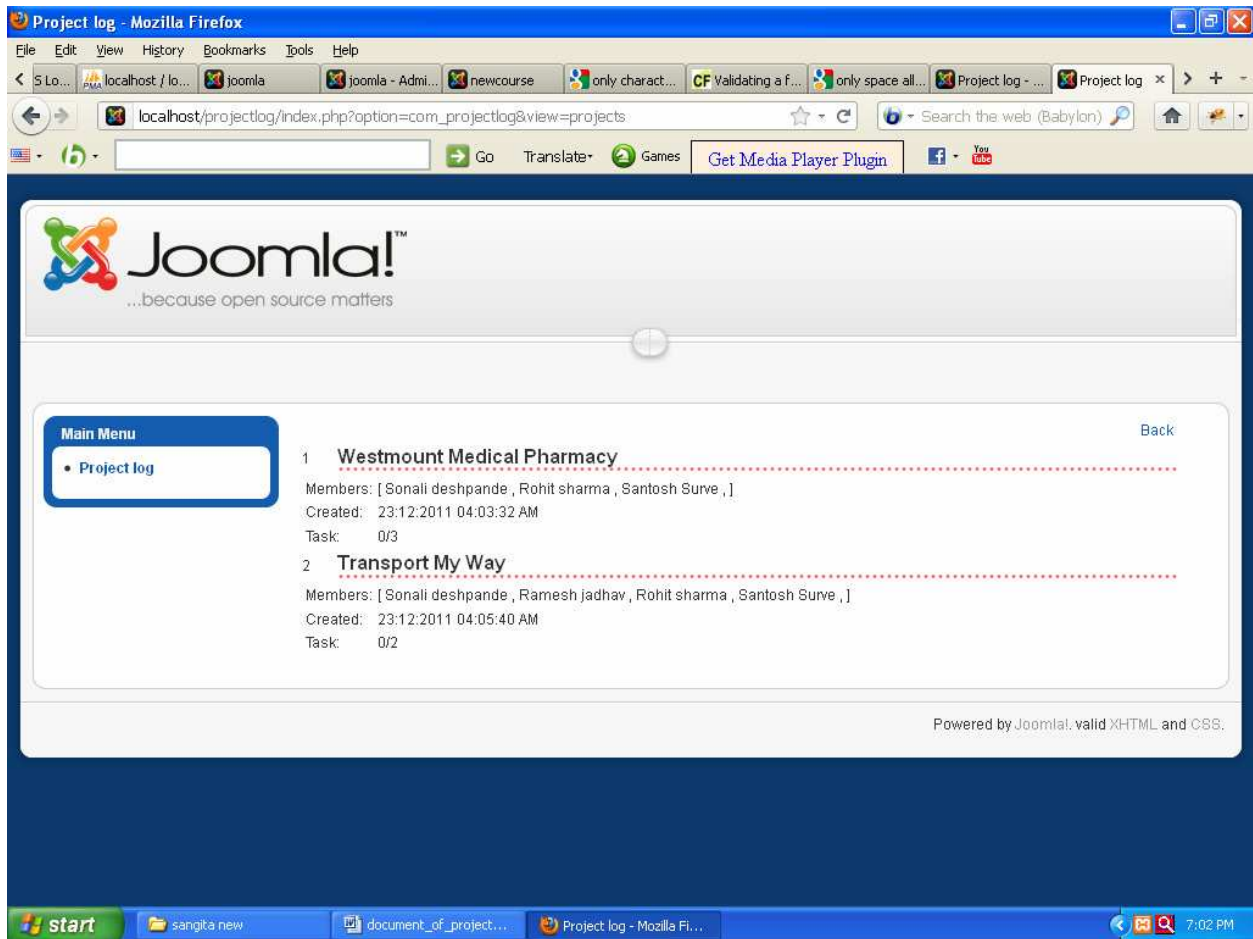 Project log - Mozilla Firefox
File Edit View History Bookmarks Tools Help
S Lo... localhost / lo... joomla joomla - Admi... newcourse only charact... CF Validating a f... only space all... Project log - ... Project log
localhost/projectlog/index.php?option=com_projectlog&view=projects Search the web (Babylon)
Go Translate Games Get Media Player Plugin You Tube
Joomla!™
...because open source matters
Back
Main Menu
Project log
1 Westmount Medical Pharmacy
Members: [ Sonali deshpande , Rohit sharma , Santosh Surve , ]
Created: 23:12:2011 04:03:32 AM
Task: 0/3
2 Transport My Way
Members: [ Sonali deshpande , Ramesh jadhav , Rohit sharma , Santosh Surve , ]
Created: 23:12:2011 04:05:40 AM
Task: 0/2
Powered by Joomla!. valid XHTML and CSS.
start sangita new document_of_project... Project log - Mozilla Fi... 7:02 PM